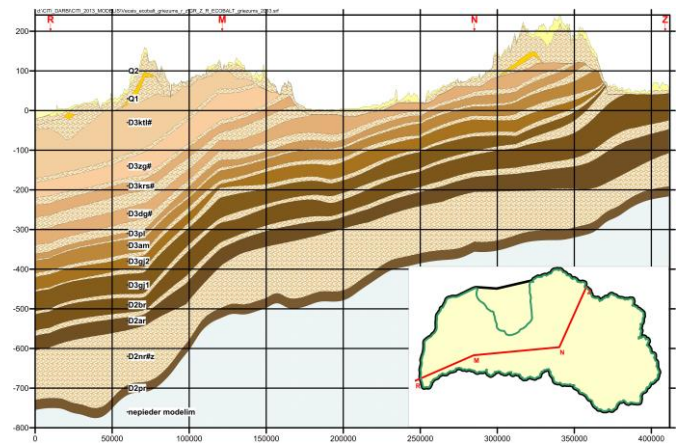 R M N Z
200
100
0
-100
-200
-300
-400
-500
-600
-700
-800
Q2
Q1
D3ktl#
D3zg#
D3krs#
D3dg#
D3pl
D3am
D3gj2
D3gj1
D2br
D2ar
D2nr#z
D2pr
nepieder modelim
R
M
N
0 50000 100000 150000 200000 250000 300000 350000 400000